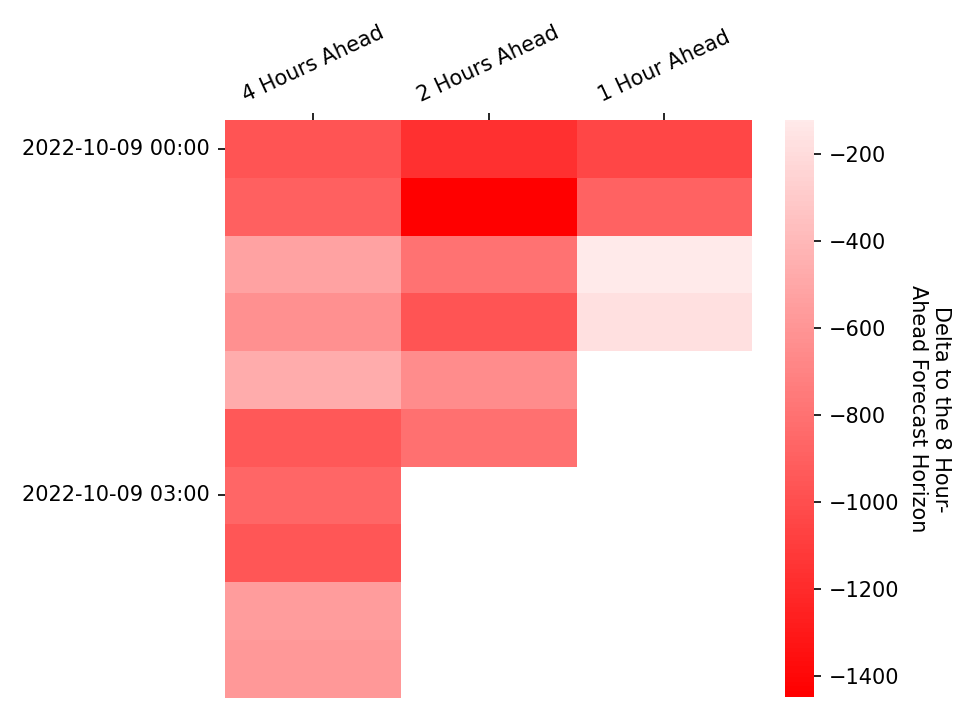 4 Hours Ahead
2 Hours Ahead
1 Hour Ahead
2022-10-09 00:00
2022-10-09 03:00
−200
−400
−600
−800
−1000
−1200
−1400
Delta to the 8 Hour-
Ahead Forecast Horizon